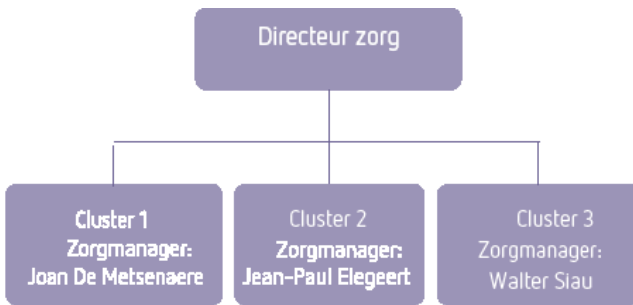 Directeur zorg
Cluster 1
Zorgmanager:
Joan De Metsenaere
Cluster 2
Zorgmanager:
Jean-Paul Elegeert
Cluster 3
Zorgmanager:
Walter Siau